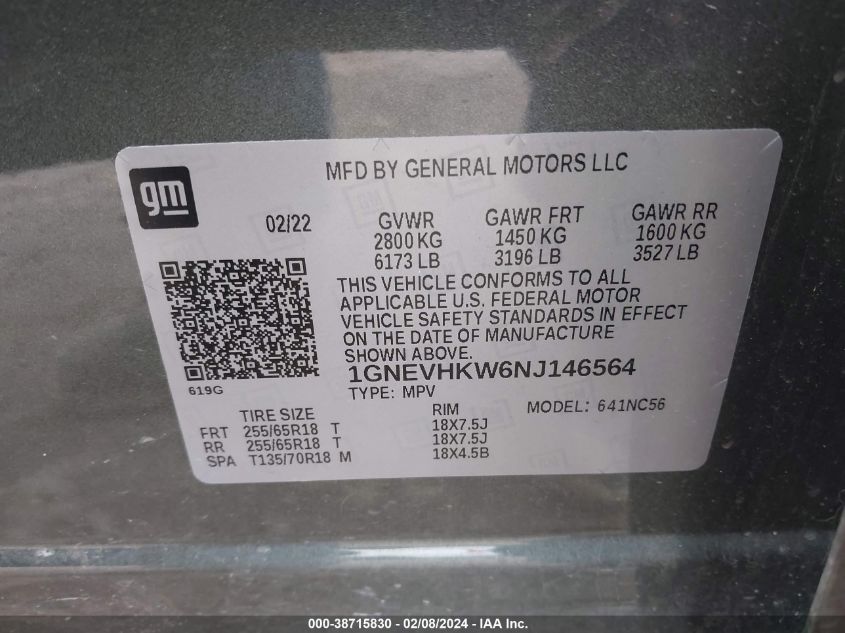 gm
MFD BY GENERAL MOTORS LLC
02/22
GVWR
2800 KG
6173 LB
GAWR FRT
1450 KG
3196 LB
GAWR RR
1600 KG
3527 LB
THIS VEHICLE CONFORMS TO ALL
APPLICABLE U.S. FEDERAL MOTOR
VEHICLE SAFETY STANDARDS IN EFFECT
ON THE DATE OF MANUFACTURE
SHOWN ABOVE.
1GNEVHKW6NJ146564
619G
TYPE: MPV
MODEL: 641NC56
TIRE SIZE RIM
FRT 255/65R18 T 18X7.5J
RR 255/65R18 T 18X7.5J
SPA T135/70R18 M 18X4.5B
000-38715830 - 02/08/2024 - IAA Inc.